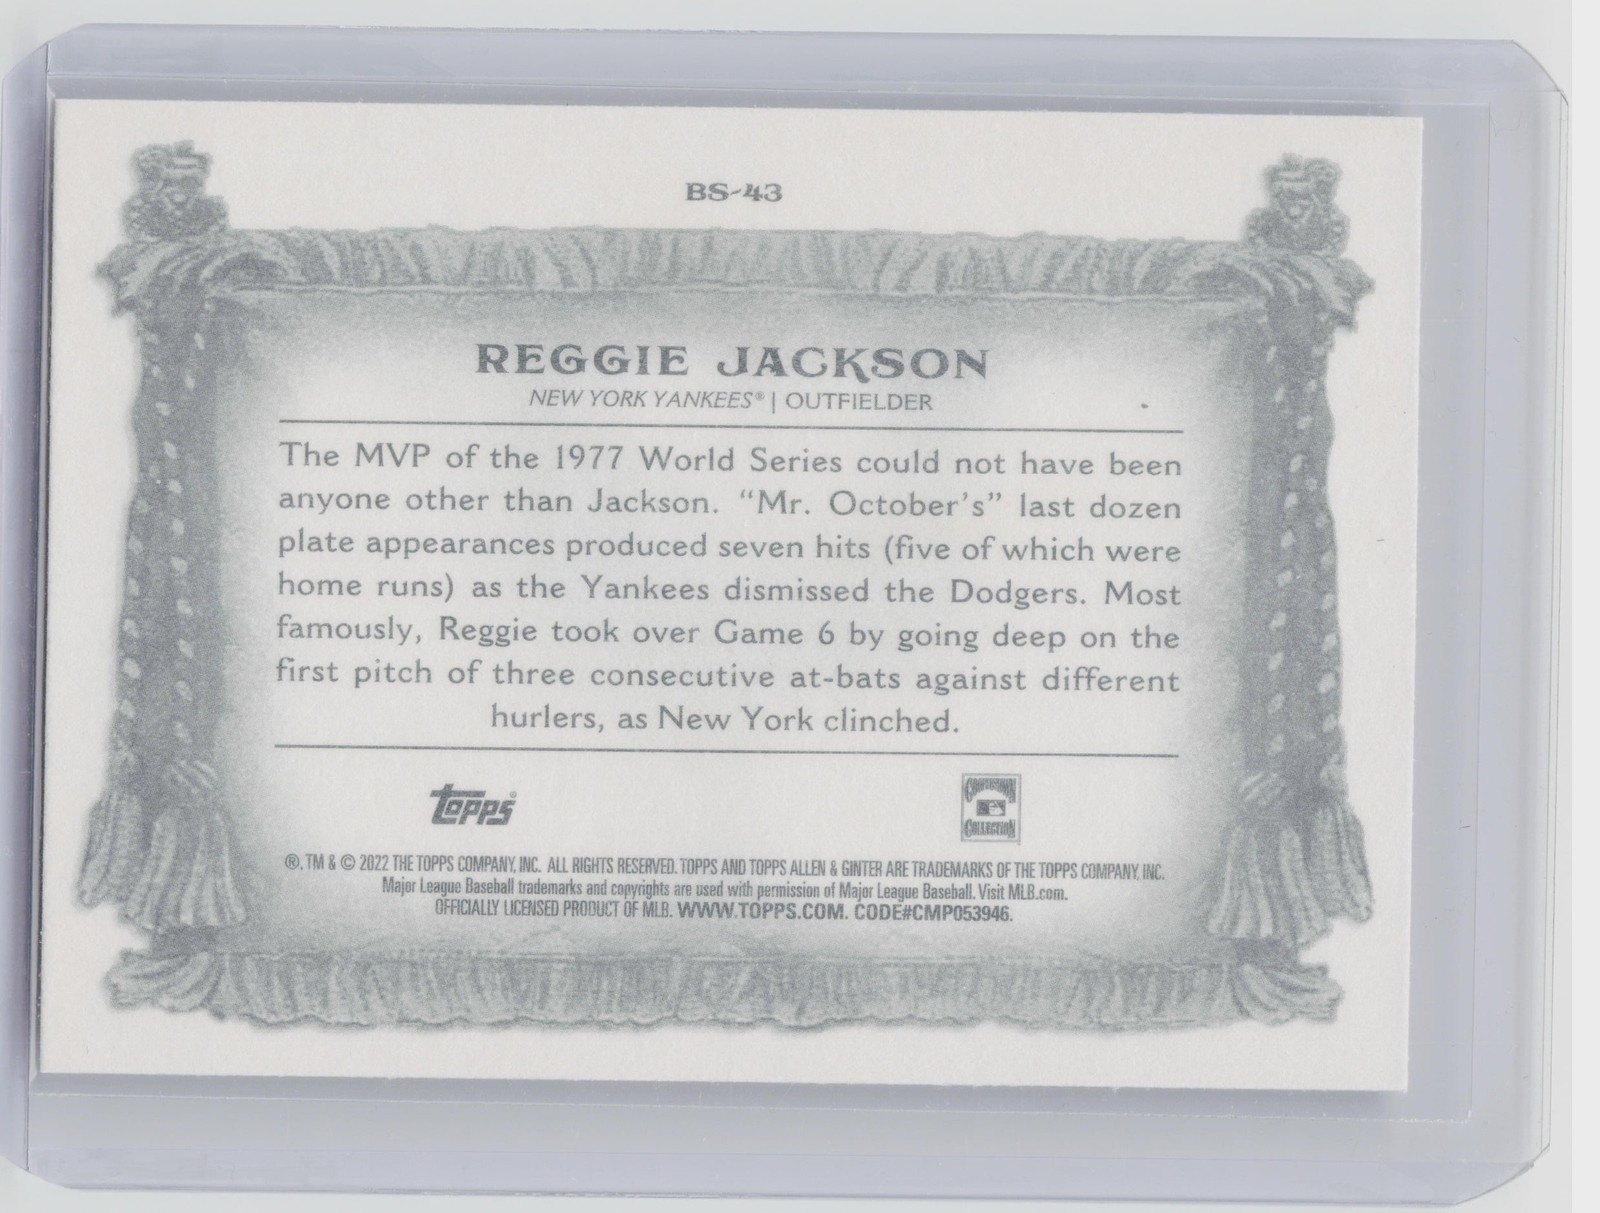 BS-43
REGGIE JACKSON
NEW YORK YANKEES® | OUTFIELDER
The MVP of the 1977 World Series could not have been
anyone other than Jackson. “Mr. October’s” last dozen
plate appearances produced seven hits (five of which were
home runs) as the Yankees dismissed the Dodgers. Most
famously, Reggie took over Game 6 by going deep on the
first pitch of three consecutive at-bats against different
hurlers, as New York clinched.
topps®
COOPERSTOWN
COLLECTION
®, TM & © 2022 THE TOPPS COMPANY, INC. ALL RIGHTS RESERVED. TOPPS AND TOPPS ALLEN & GINTER ARE TRADEMARKS OF THE TOPPS COMPANY, INC.
Major League Baseball trademarks and copyrights are used with permission of Major League Baseball. Visit MLB.com.
OFFICIALLY LICENSED PRODUCT OF MLB. WWW.TOPPS.COM. CODE#CMP053946.